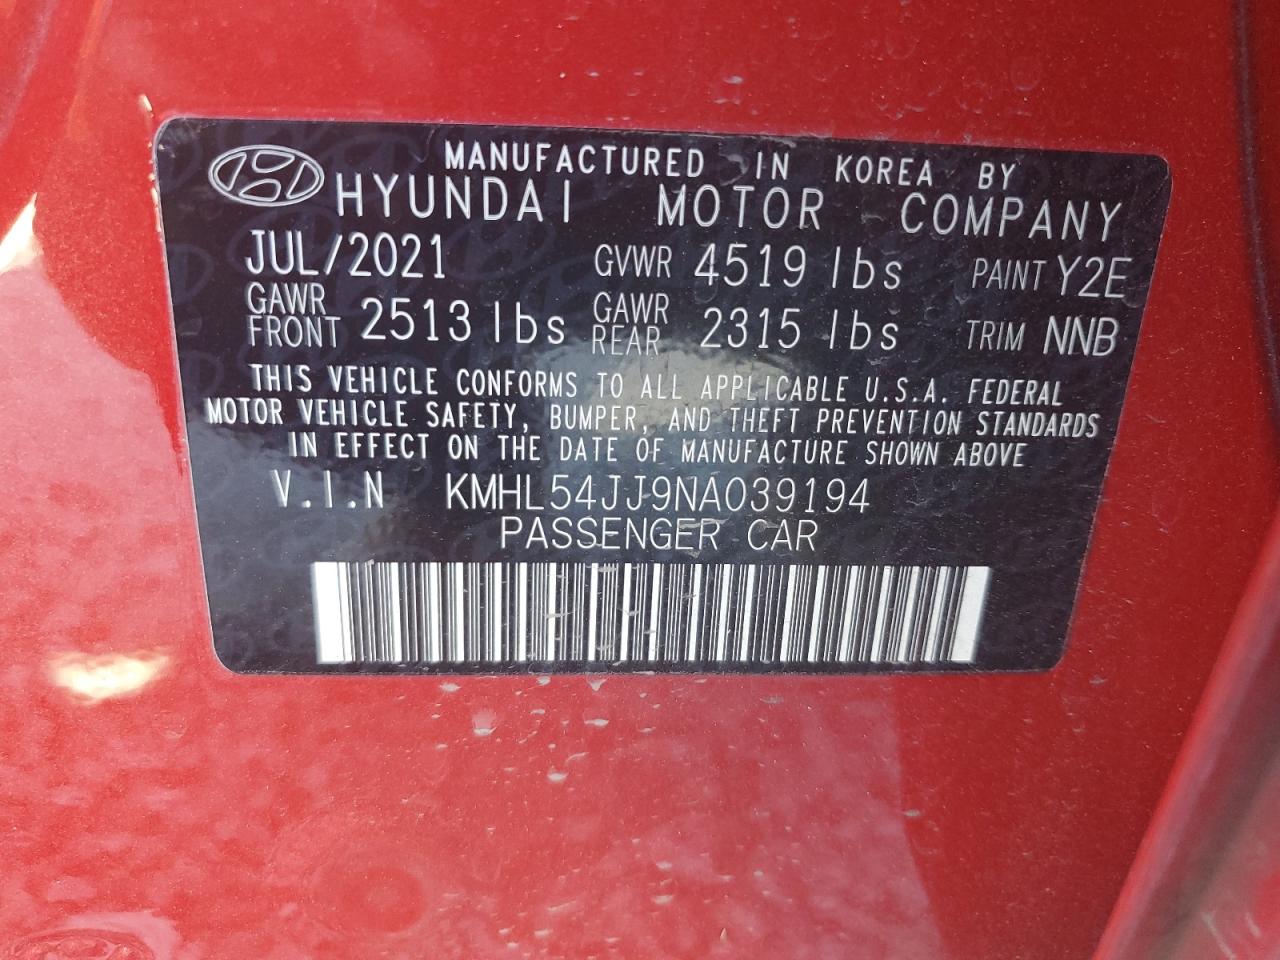 MANUFACTURED IN KOREA BY
HYUNDAI MOTOR COMPANY
JUL/2021 GVWR 4519 lbs PAINT Y2E
GAWR FRONT 2513 lbs GAWR REAR 2315 lbs TRIM NNB
THIS VEHICLE CONFORMS TO ALL APPLICABLE U.S.A. FEDERAL
MOTOR VEHICLE SAFETY, BUMPER, AND THEFT PREVENTION STANDARDS
IN EFFECT ON THE DATE OF MANUFACTURE SHOWN ABOVE
V.I.N KMHL54JJ9NA039194
PASSENGER CAR